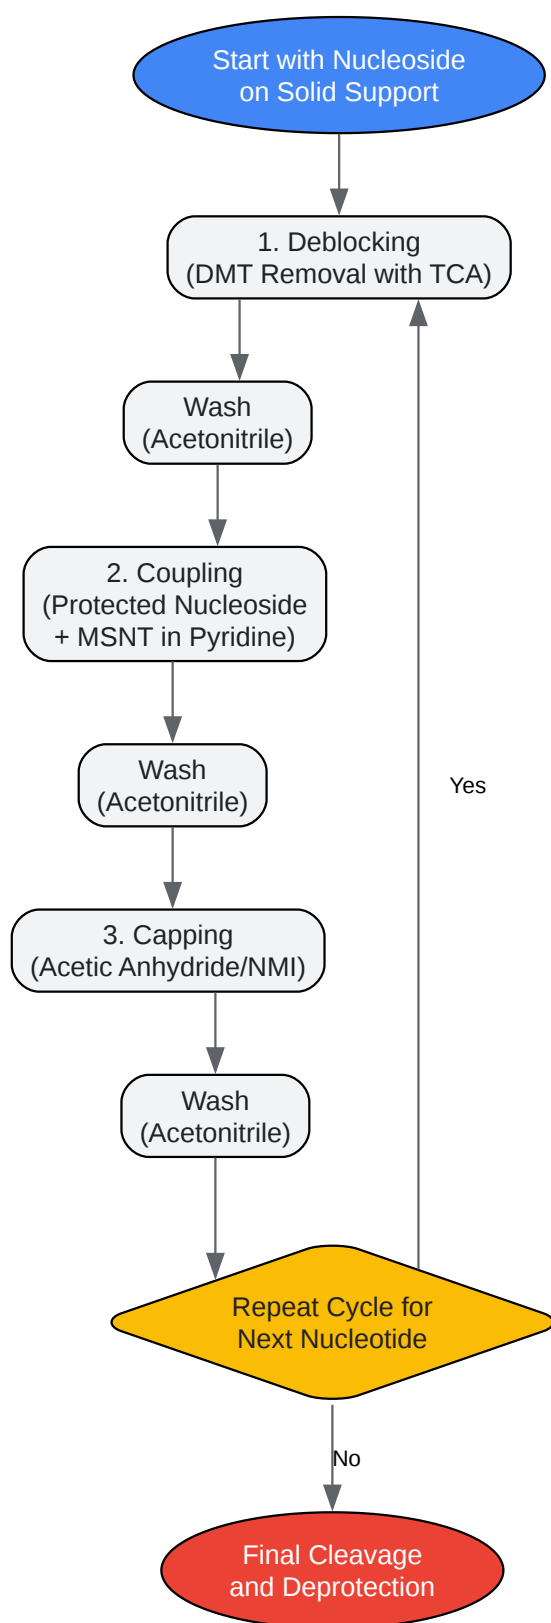 Start with Nucleoside
on Solid Support
1. Deblocking
(DMT Removal with TCA)
Wash
(Acetonitrile)
2. Coupling
(Protected Nucleoside
+ MSNT in Pyridine)
Wash
(Acetonitrile)
Yes
3. Capping
(Acetic Anhydride/NMI)
Wash
(Acetonitrile)
Repeat Cycle for
Next Nucleotide
No
Final Cleavage
and Deprotection